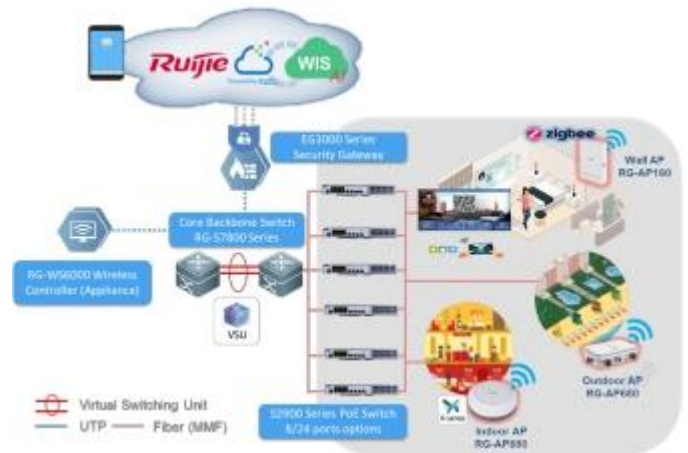 Ruijie
WIS
EG3000 Series
Security Gateway
zigbee
Wall AP
RG-AP180
Core Backbone Switch
RG-S7800 Series
RG-WS6000 Wireless
Controller (Appliance)
VSU
Outdoor AP
RG-AP680
Virtual Switching Unit
UTP
Fiber (MMF)
S2900 Series PoE Switch
8/24 ports options
Indoor AP
RG-AP880